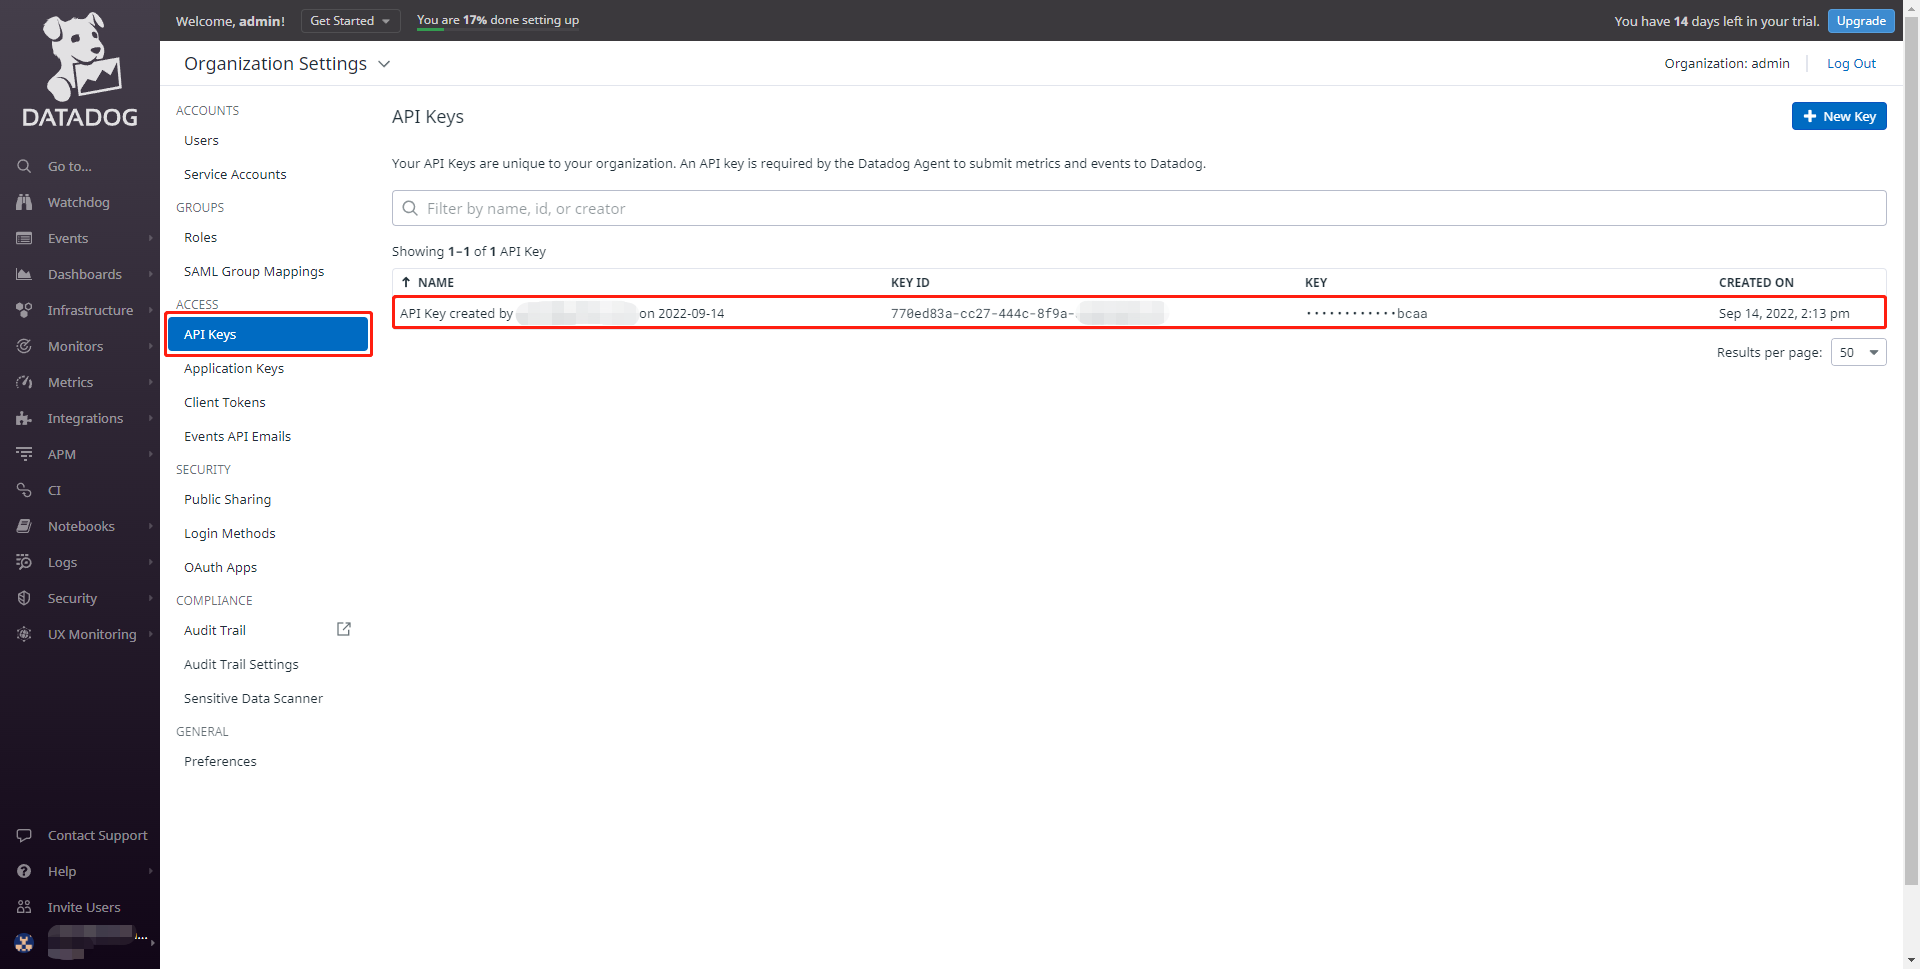 DATADOG
Go to...
Watchdog
Events
Dashboards
Infrastructure
Monitors
Metrics
Integrations
APM
CI
Notebooks
Logs
Security
UX Monitoring
Contact Support
Help
Invite Users
...
Welcome, admin!
Get Started
You are 17% done setting up
You have 14 days left in your trial.
Upgrade
Organization Settings
Organization: admin
Log Out
ACCOUNTS
Users
Service Accounts
GROUPS
Roles
SAML Group Mappings
ACCESS
API Keys
Application Keys
Client Tokens
Events API Emails
SECURITY
Public Sharing
Login Methods
OAuth Apps
COMPLIANCE
Audit Trail
Audit Trail Settings
Sensitive Data Scanner
GENERAL
Preferences
API Keys
New Key
Your API Keys are unique to your organization. An API key is required by the Datadog Agent to submit metrics and events to Datadog.
Filter by name, id, or creator
Showing 1–1 of 1 API Key
NAME KEY ID KEY CREATED ON
API Key created by on 2022-09-14 770ed83a-cc27-444c-8f9a- ••••••••••••bcaa Sep 14, 2022, 2:13 pm
Results per page: 50